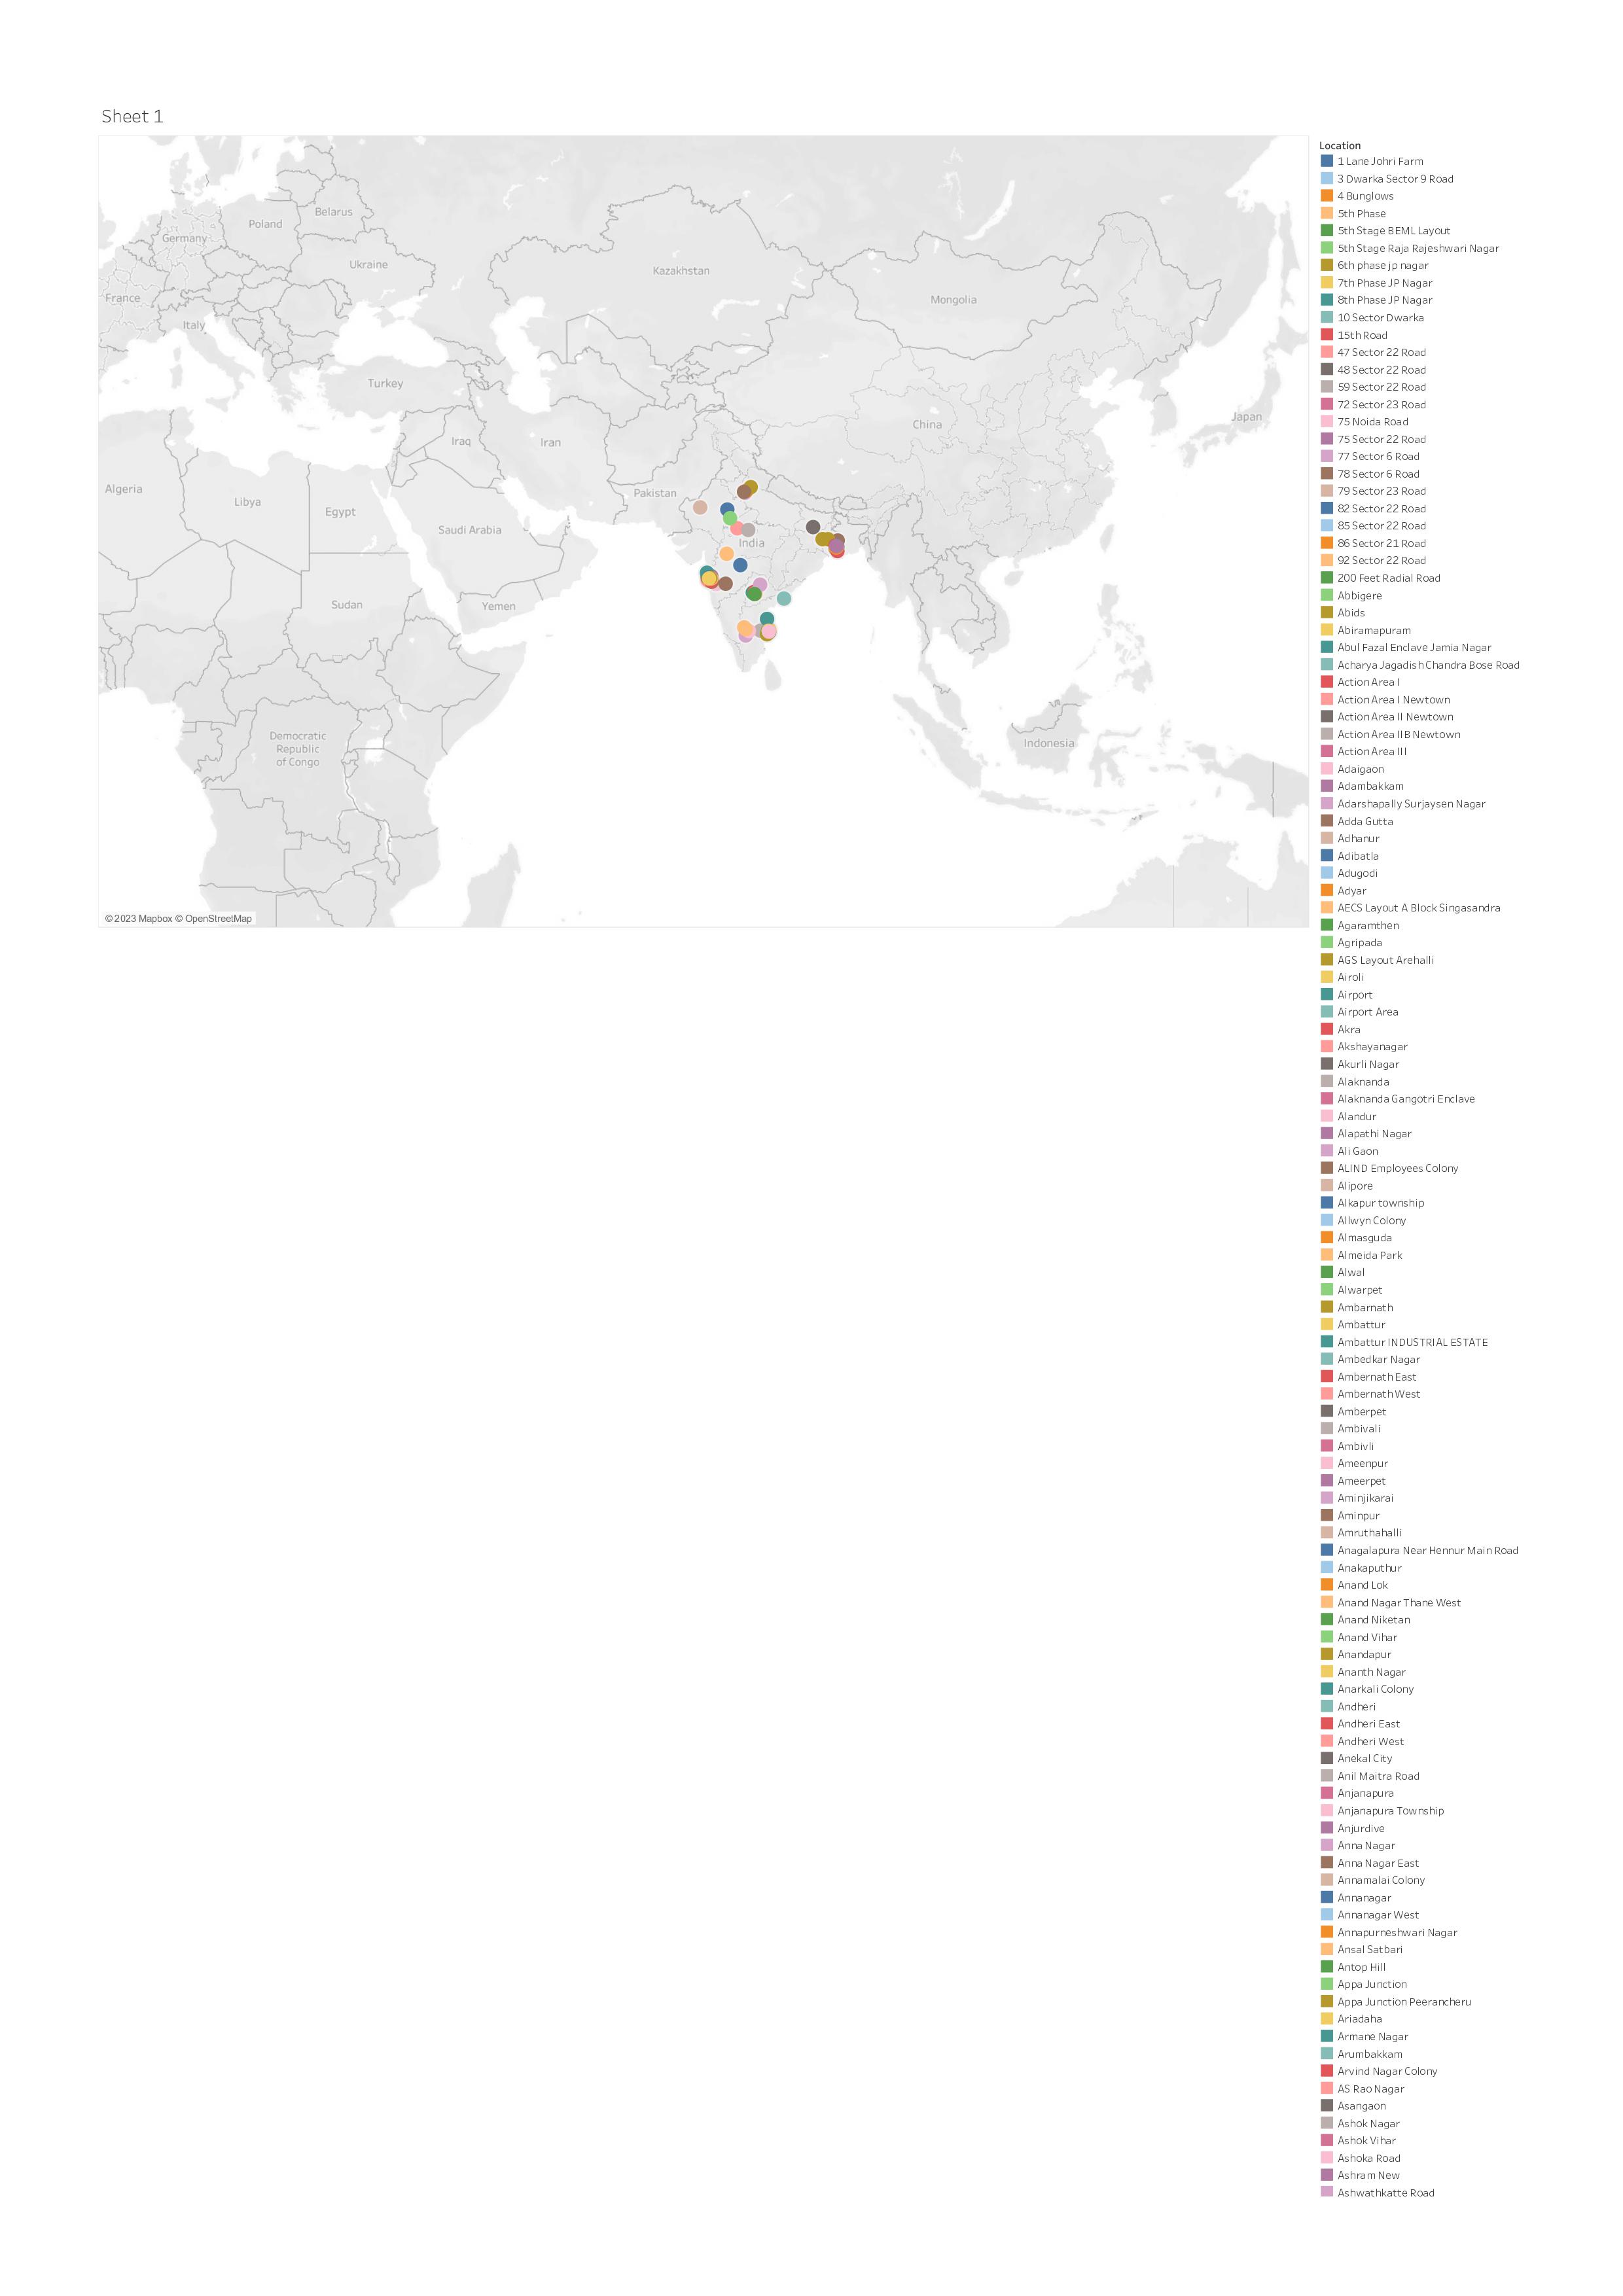 Sheet 1
Belarus
Poland
Germany
Ukraine
Kazakhstan
France
Mongolia
Italy
Turkey
Japan
China
Iraq
Iran
Algeria
Pakistan
Libya
Egypt
Saudi Arabia
India
Sudan
Yemen
Democratic
Republic
of Congo
Indonesia
© 2023 Mapbox © OpenStreetMap
Location
1 Lane Johri Farm
3 Dwarka Sector 9 Road
4 Bunglows
5th Phase
5th Stage BEML Layout
5th Stage Raja Rajeshwari Nagar
6th phase jp nagar
7th Phase JP Nagar
8th Phase JP Nagar
10 Sector Dwarka
15th Road
47 Sector 22 Road
48 Sector 22 Road
59 Sector 22 Road
72 Sector 23 Road
75 Noida Road
75 Sector 22 Road
77 Sector 6 Road
78 Sector 6 Road
79 Sector 23 Road
82 Sector 22 Road
85 Sector 22 Road
86 Sector 21 Road
92 Sector 22 Road
200 Feet Radial Road
Abbigere
Abids
Abiramapuram
Abul Fazal Enclave Jamia Nagar
Acharya Jagadish Chandra Bose Road
Action Area I
Action Area I Newtown
Action Area II Newtown
Action Area IIB Newtown
Action Area III
Adaigaon
Adambakkam
Adarshapally Surjaysen Nagar
Adda Gutta
Adhanur
Adibatla
Adugodi
Adyar
AECS Layout A Block Singasandra
Agaramthen
Agripada
AGS Layout Arehalli
Airoli
Airport
Airport Area
Akra
Akshayanagar
Akurli Nagar
Alaknanda
Alaknanda Gangotri Enclave
Alandur
Alapathi Nagar
Ali Gaon
ALIND Employees Colony
Alipore
Alkapur township
Allwyn Colony
Almasguda
Almeida Park
Alwal
Alwarpet
Ambarnath
Ambattur
Ambattur INDUSTRIAL ESTATE
Ambedkar Nagar
Ambernath East
Ambernath West
Amberpet
Ambivali
Ambivli
Ameenpur
Ameerpet
Aminjikarai
Aminpur
Amruthahalli
Anagalapura Near Hennur Main Road
Anakaputhur
Anand Lok
Anand Nagar Thane West
Anand Niketan
Anand Vihar
Anandapur
Ananth Nagar
Anarkali Colony
Andheri
Andheri East
Andheri West
Anekal City
Anil Maitra Road
Anjanapura
Anjanapura Township
Anjurdive
Anna Nagar
Anna Nagar East
Annamalai Colony
Annanagar
Annanagar West
Annapurneshwari Nagar
Ansal Satbari
Antop Hill
Appa Junction
Appa Junction Peerancheru
Ariadaha
Armane Nagar
Arumbakkam
Arvind Nagar Colony
AS Rao Nagar
Asangaon
Ashok Nagar
Ashok Vihar
Ashoka Road
Ashram New
Ashwathkatte Road